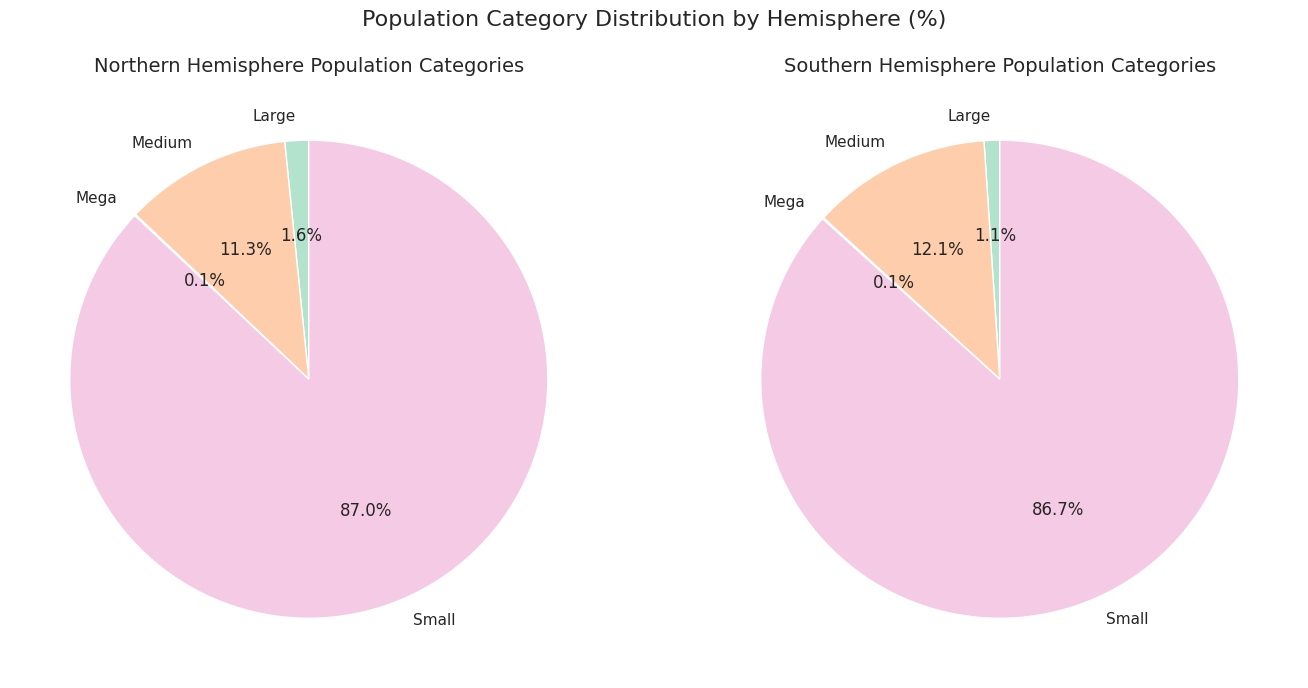 Population Category Distribution by Hemisphere (%)
Northern Hemisphere Population Categories
Large
Medium
Mega
1.6%
11.3%
0.1%
87.0%
Small
Southern Hemisphere Population Categories
Large
Medium
Mega
1.1%
12.1%
0.1%
86.7%
Small